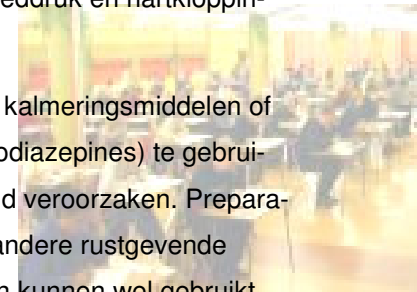 eddruk en hartkloppin-
kalmeringsmiddelen of
odiazepines) te gebrui-
d veroorzaken. Prepara-
andere rustgevende
n kunnen wel gebruikt